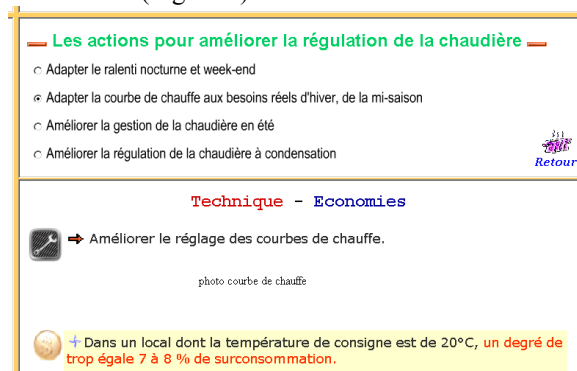 Les actions pour améliorer la régulation de la chaudière
Adapter le ralenti nocturne et week-end
Adapter la courbe de chauffe aux besoins réels d'hiver, de la mi-saison
Améliorer la gestion de la chaudière en été
Améliorer la régulation de la chaudière à condensation
Retour
Technique - Economies
Améliorer le réglage des courbes de chauffe.
photo courbe de chauffe
Dans un local dont la température de consigne est de 20°C, un degré de
trop égale 7 à 8 % de surconsommation.